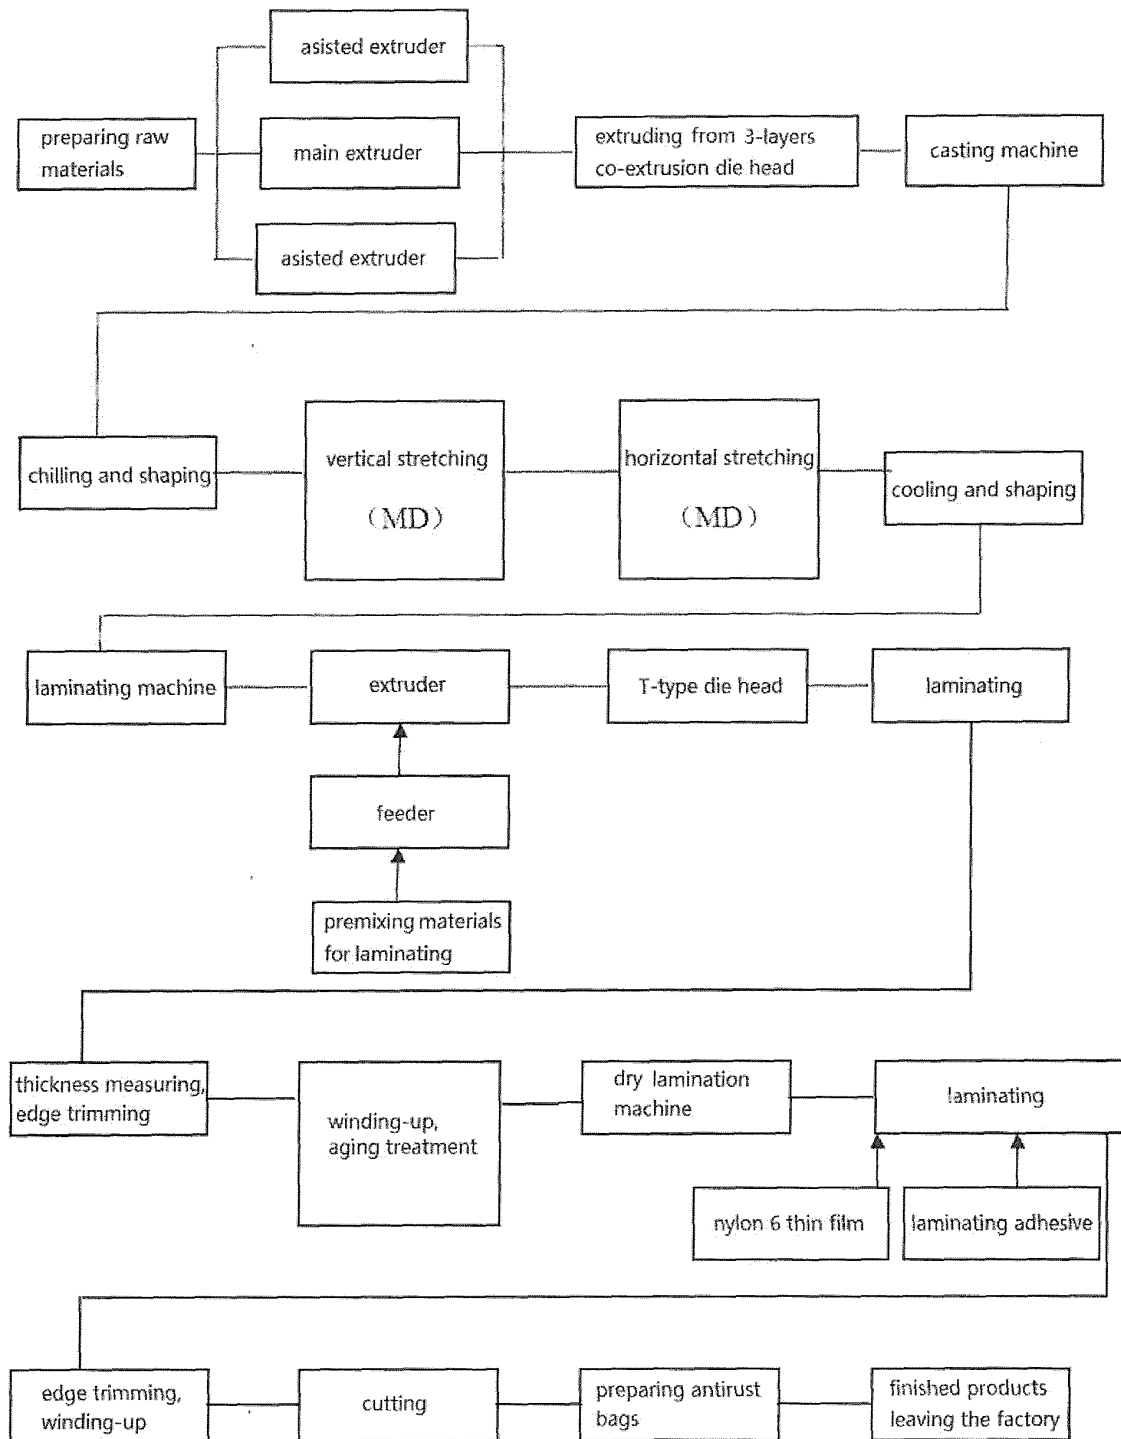 asisted extruder
preparing raw
materials
main extruder
extruding from 3-layers
co-extrusion die head
casting machine
asisted extruder
chilling and shaping
vertical stretching
（MD）
horizontal stretching
（MD）
cooling and shaping
laminating machine
extruder
T-type die head
laminating
feeder
premixing materials
for laminating
thickness measuring,
edge trimming
winding-up,
aging treatment
dry lamination
machine
laminating
nylon 6 thin film
laminating adhesive
edge trimming,
winding-up
cutting
preparing antirust
bags
finished products
leaving the factory